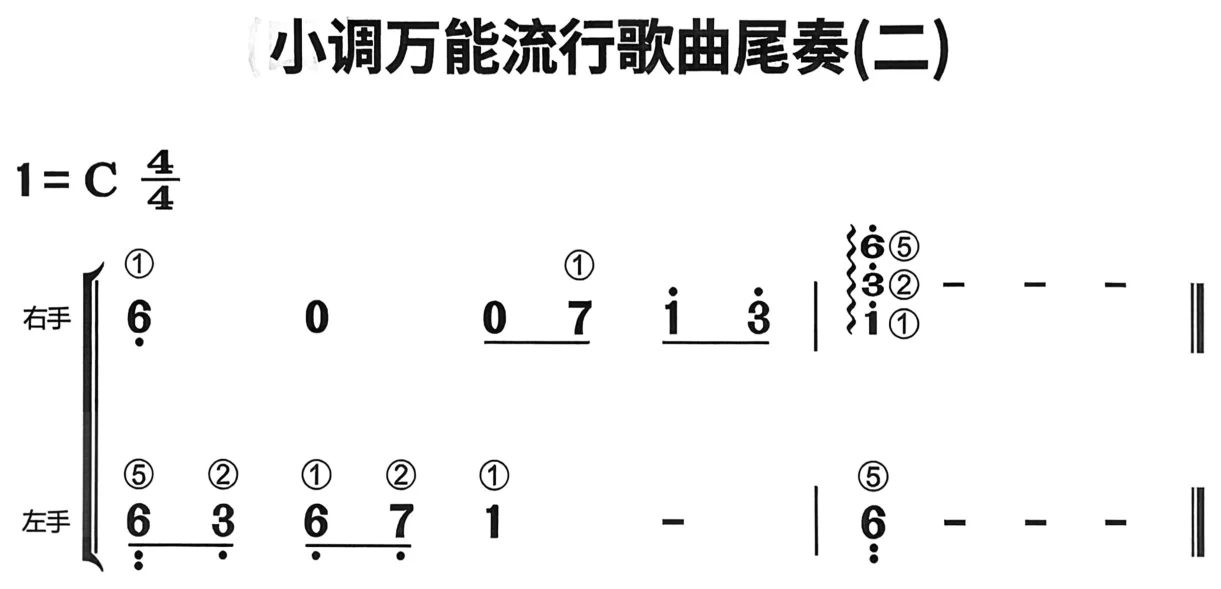 小调万能流行歌曲尾奏(二)
1=C 4/4
① ①
右手 6 0 0 7 1 3 | 6⑤ - - -
3②
1①
⑤ ② ① ② ① ⑤
左手 6 3 6 7 1 - | 6 - - -